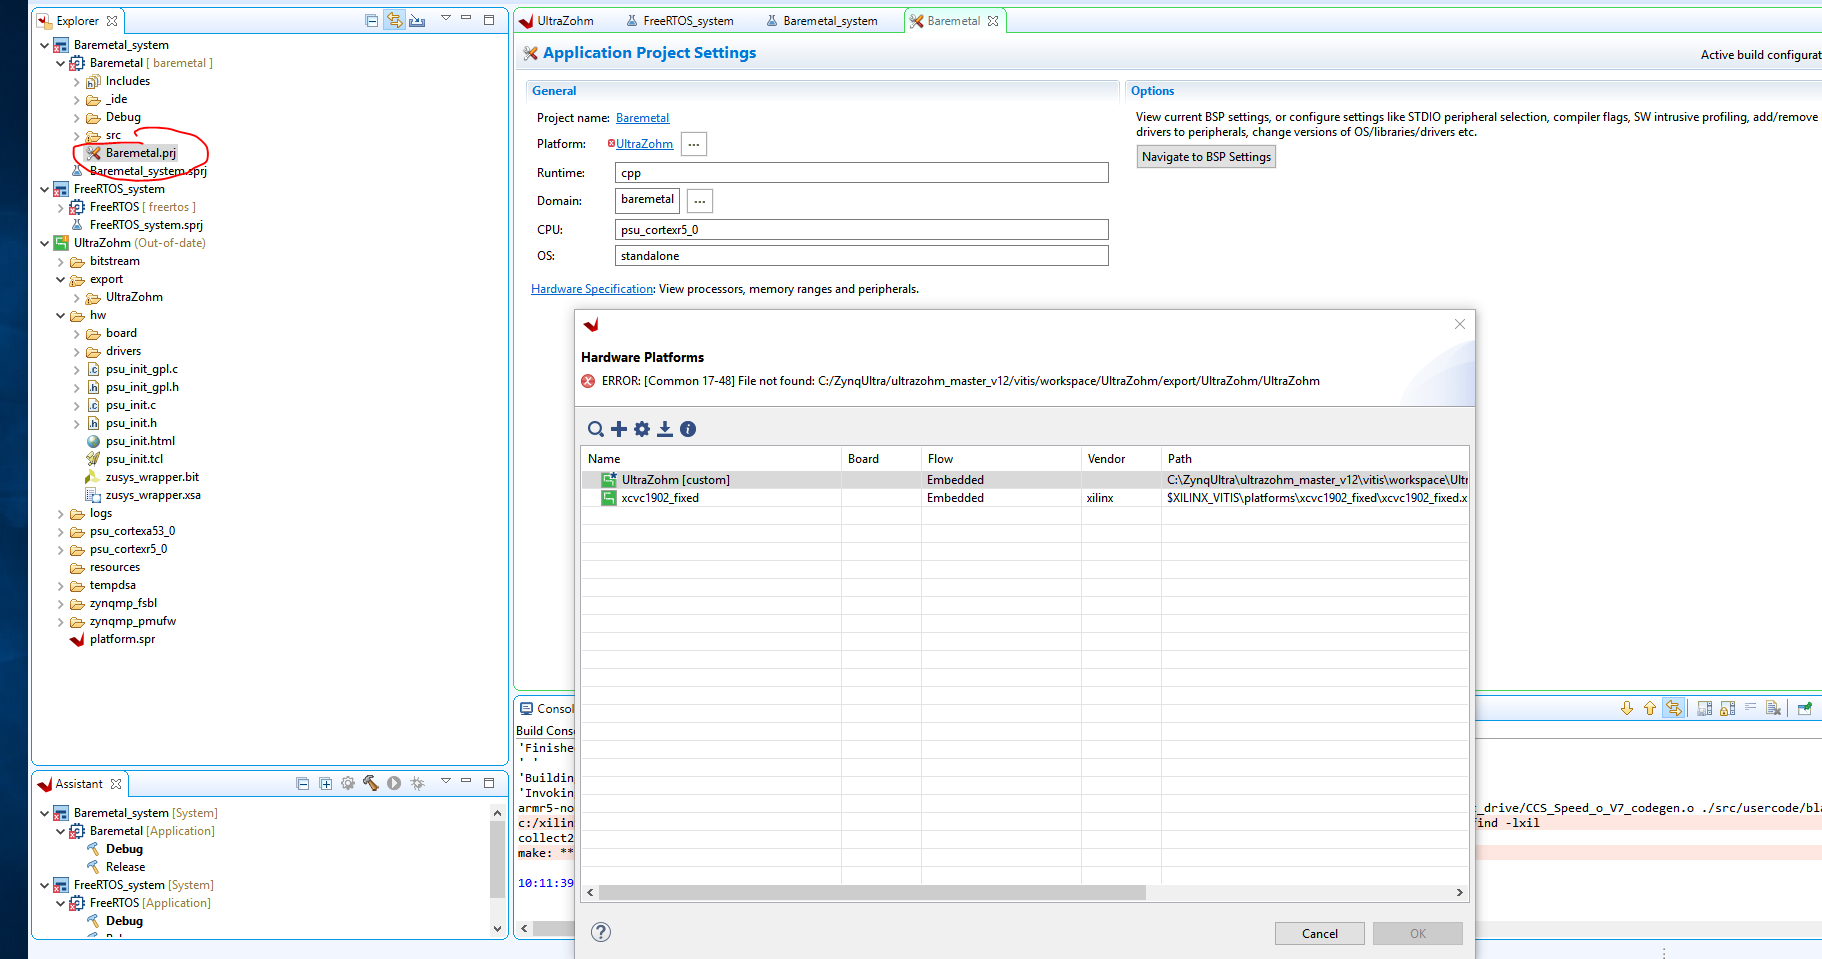 Explorer
Baremetal_system
Baremetal [ baremetal ]
Includes
_ide
Debug
src
Baremetal.prj
Baremetal_system.sprj
FreeRTOS_system
FreeRTOS [ freertos ]
FreeRTOS_system.sprj
UltraZohm (Out-of-date)
bitstream
export
UltraZohm
hw
board
drivers
psu_init_gpl.c
psu_init_gpl.h
psu_init.c
psu_init.h
psu_init.html
psu_init.tcl
zusys_wrapper.bit
zusys_wrapper.xsa
logs
psu_cortexa53_0
psu_cortexr5_0
resources
tempdsa
zynqmp_fsbl
zynqmp_pmufw
platform.spr
Assistant
Baremetal_system [System]
Baremetal [Application]
Debug
Release
FreeRTOS_system [System]
FreeRTOS [Application]
Debug
UltraZohm FreeRTOS_system Baremetal_system Baremetal
Application Project Settings
Active build configurat
General
Project name: Baremetal
Platform: UltraZohm ...
Runtime: cpp
Domain: baremetal ...
CPU: psu_cortexr5_0
OS: standalone
Hardware Specification: View processors, memory ranges and peripherals.
Options
View current BSP settings, or configure settings like STDIO peripheral selection, compiler flags, SW intrusive profiling, add/remove
drivers to peripherals, change versions of OS/libraries/drivers etc.
Navigate to BSP Settings
Hardware Platforms
ERROR: [Common 17-48] File not found: C:/ZynqUltra/ultrazohm_master_v12/vitis/workspace/UltraZohm/export/UltraZohm/UltraZohm
Name Board Flow Vendor Path
UltraZohm [custom] Embedded C:\ZynqUltra\ultrazohm_master_v12\vitis\workspace\Ultr
xcvc1902_fixed Embedded xilinx $XILINX_VITIS\platforms\xcvc1902_fixed\xcvc1902_fixed.x
Cancel OK
Consol
Build Conso
'Finished
' '
'Building
'Invokin
armr5-no _drive/CCS_Speed_o_V7_codegen.o ./src/usercode/bla
c:/xilin find -lxil
collect2
make: **
10:11:39